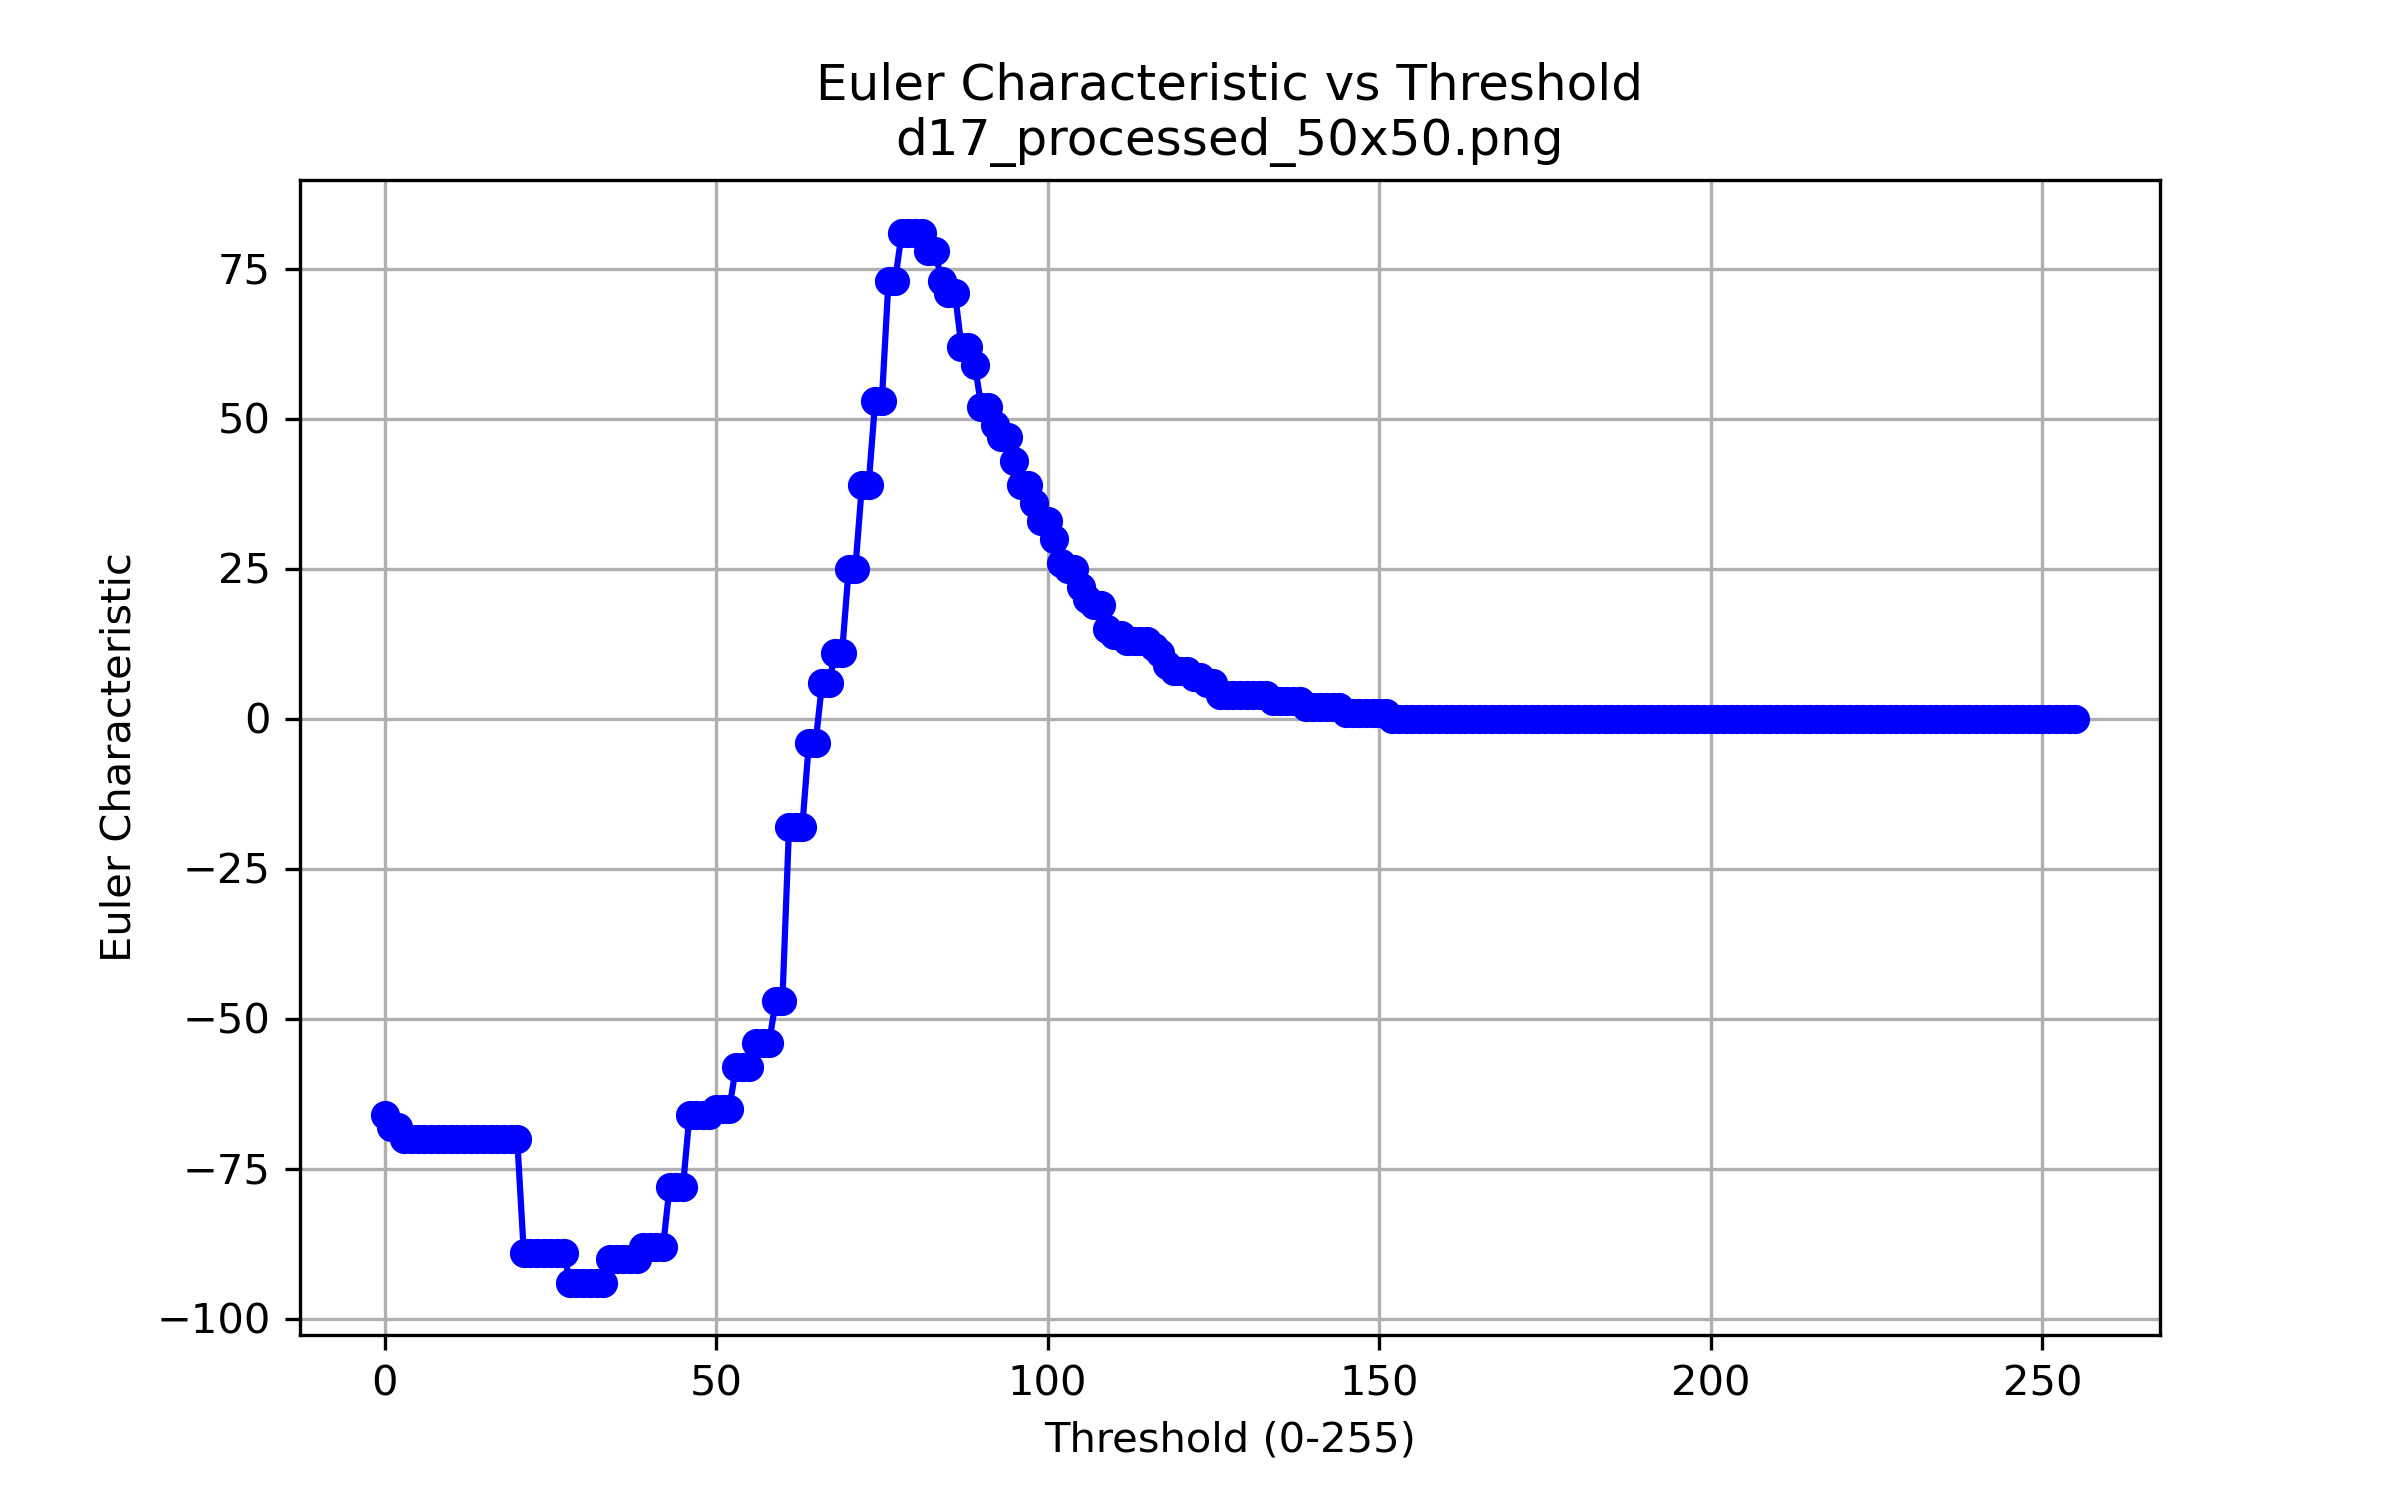 Euler Characteristic vs Threshold
d17_processed_50x50.png
Euler Characteristic
75
50
25
0
−25
−50
−75
−100
0 50 100 150 200 250
Threshold (0-255)